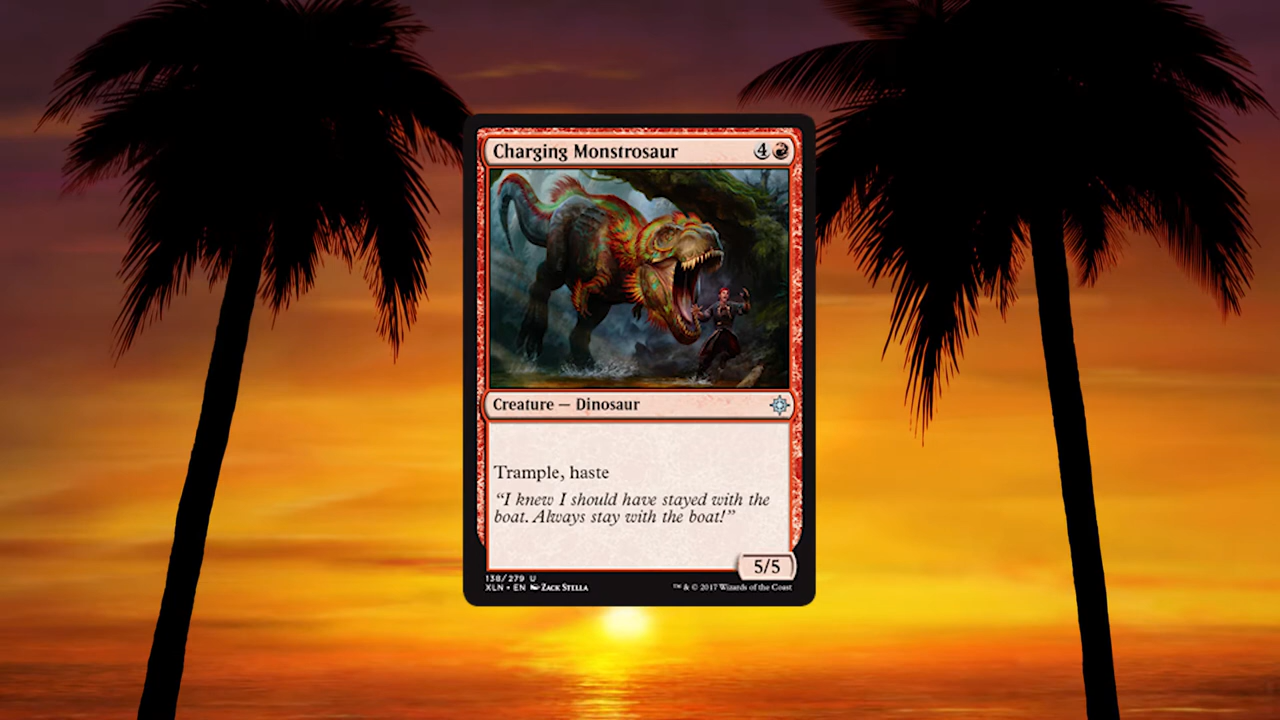 Charging Monstrosaur 4
Creature — Dinosaur
Trample, haste
“I knew I should have stayed with the
boat. Always stay with the boat!”
5/5
138/279 U
XLN • EN Zack Stella
™ & © 2017 Wizards of the Coast